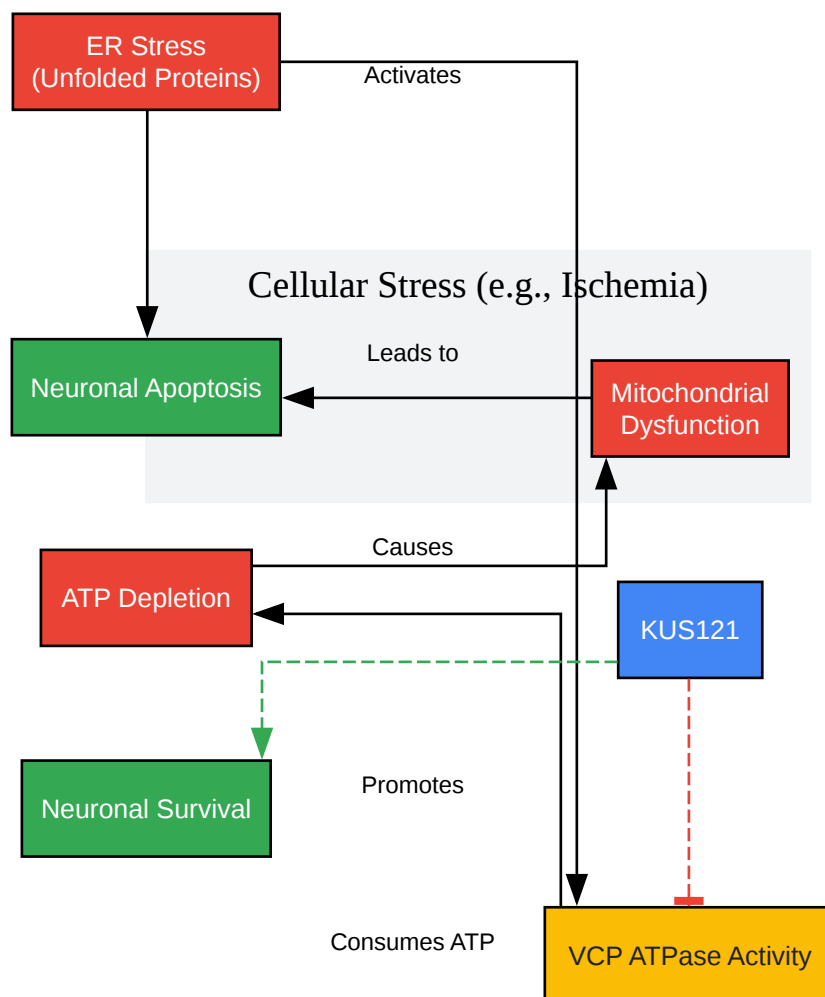 ER Stress
(Unfolded Proteins)
Activates
Cellular Stress (e.g., Ischemia)
Leads to
Neuronal Apoptosis
Mitochondrial
Dysfunction
Causes
ATP Depletion
KUS121
Promotes
Neuronal Survival
Consumes ATP
VCP ATPase Activity